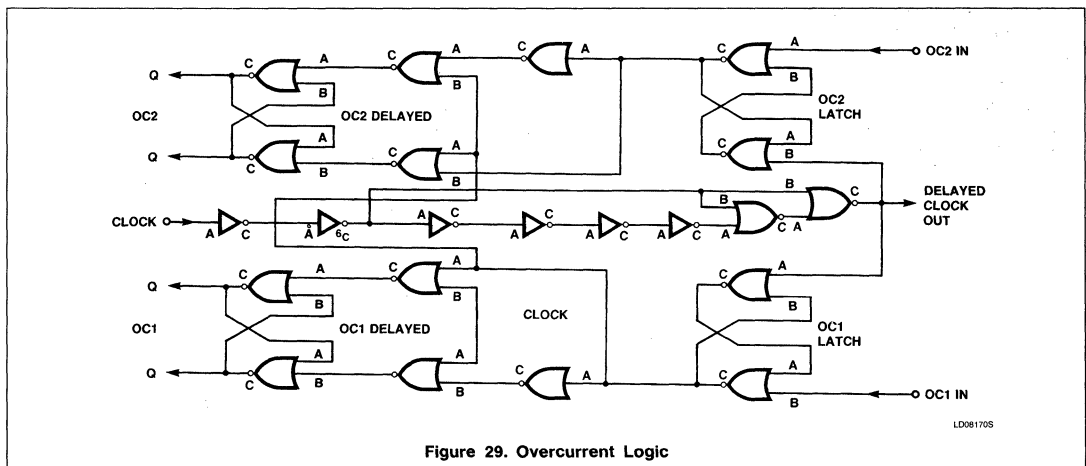 C A C A C A A OC2 IN
Q A B B B
OC2 OC2 DELAYED OC2 LATCH
A A A
Q C B C B C B
B B C DELAYED CLOCK OUT
CLOCK A C A 6C A C A C A C A C B A C A
C A C A C A
Q B B B
OC1 OC1 DELAYED CLOCK OC1 LATCH
A A C A
Q C B C B C A C B OC1 IN
LD08170S
Figure 29. Overcurrent Logic